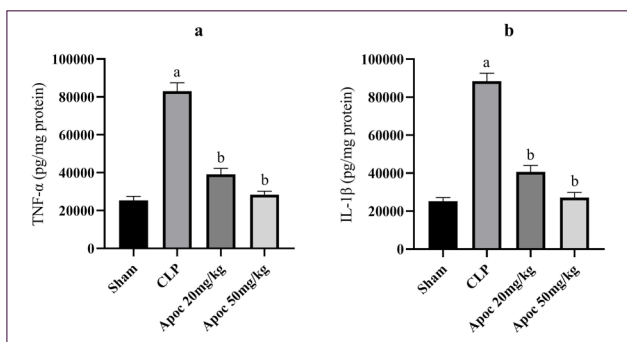 a
TNF-α (pg/mg protein)
100000
80000
60000
40000
20000
0
a
b
b
Sham
CLP
Apoc 20mg/kg
Apoc 50mg/kg
b
IL-1β (pg/mg protein)
100000
80000
60000
40000
20000
0
a
b
b
Sham
CLP
Apoc 20mg/kg
Apoc 50mg/kg